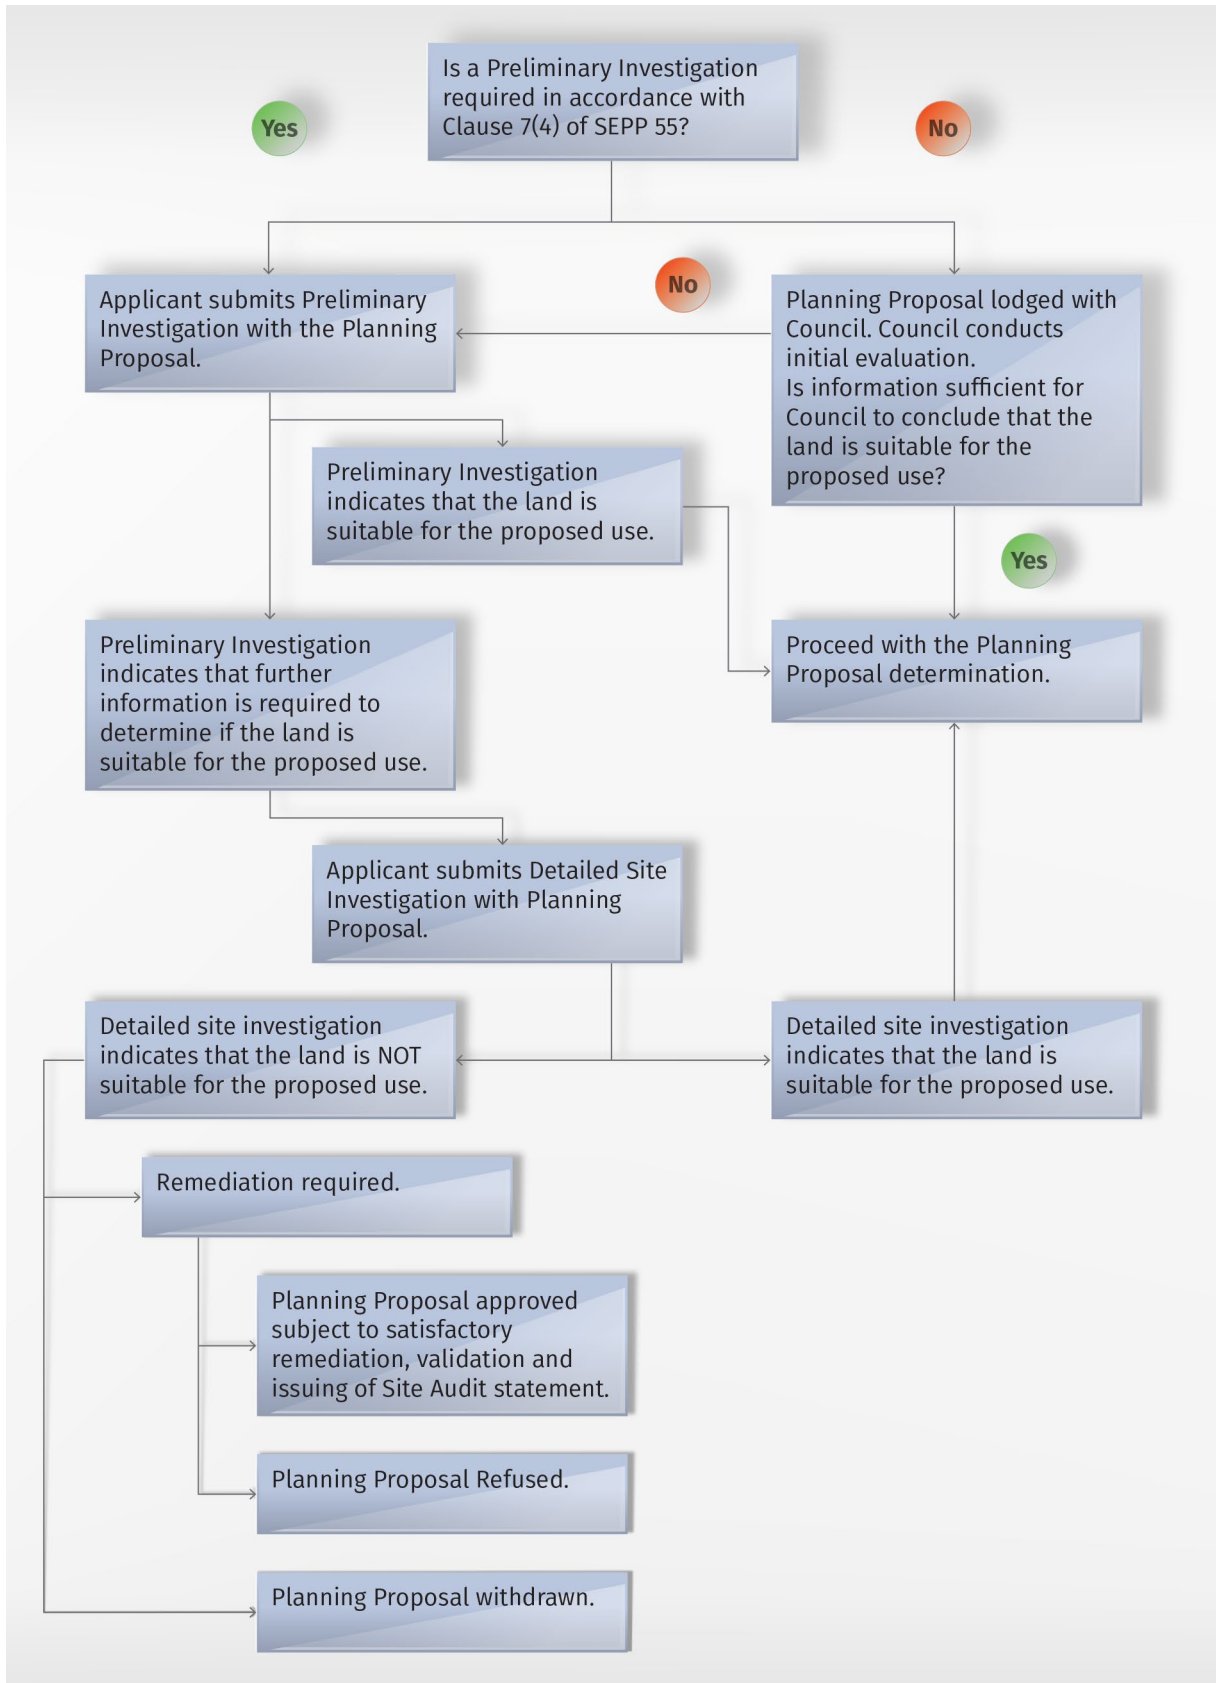 Is a Preliminary Investigation
required in accordance with
Clause 7(4) of SEPP 55?
Yes
No
Applicant submits Preliminary
Investigation with the Planning
Proposal.
No
Planning Proposal lodged with
Council. Council conducts
initial evaluation.
Is information sufficient for
Council to conclude that the
land is suitable for the
proposed use?
Preliminary Investigation
indicates that the land is
suitable for the proposed use.
Yes
Preliminary Investigation
indicates that further
information is required to
determine if the land is
suitable for the proposed use.
Proceed with the Planning
Proposal determination.
Applicant submits Detailed Site
Investigation with Planning
Proposal.
Detailed site investigation
indicates that the land is NOT
suitable for the proposed use.
Detailed site investigation
indicates that the land is
suitable for the proposed use.
Remediation required.
Planning Proposal approved
subject to satisfactory
remediation, validation and
issuing of Site Audit statement.
Planning Proposal Refused.
Planning Proposal withdrawn.